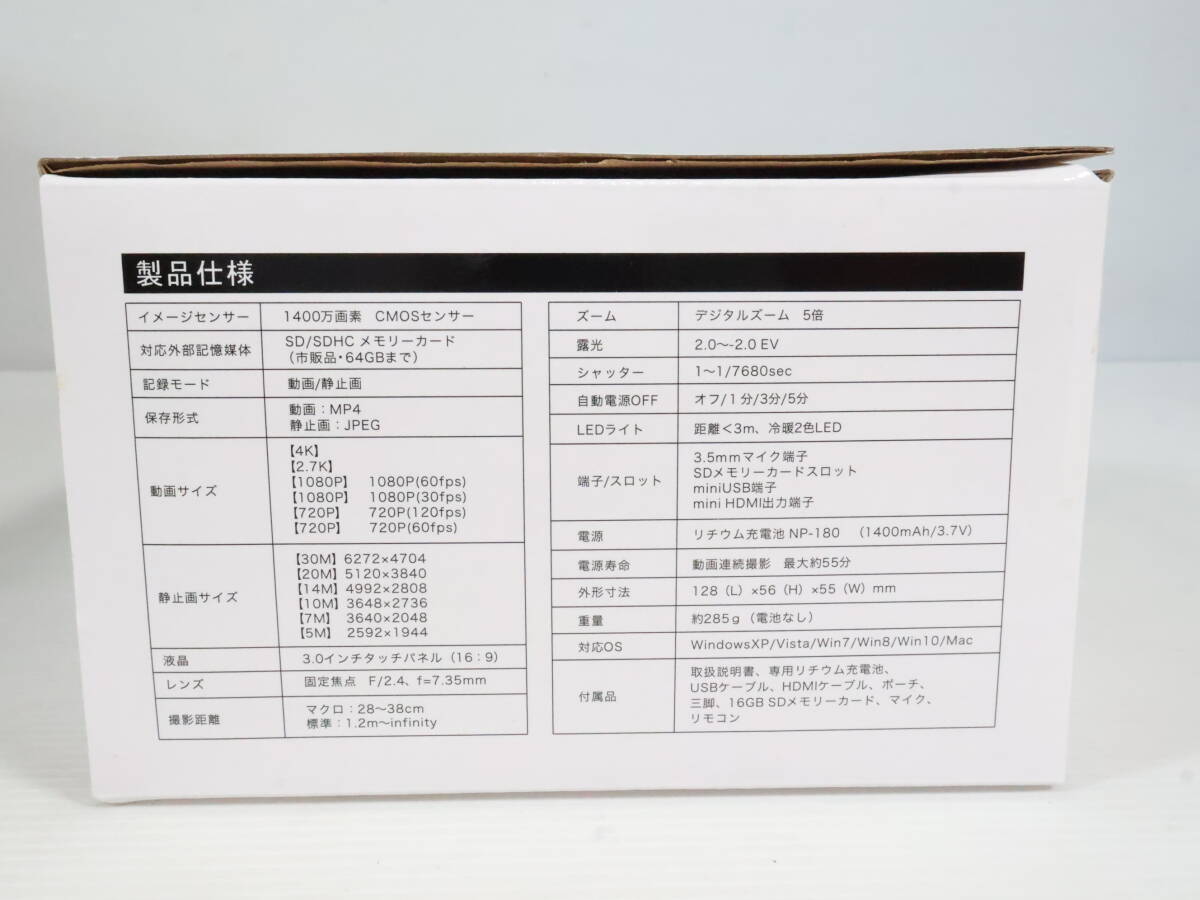 製品仕様
イメージセンサー 1400万画素 CMOSセンサー
対応外部記憶媒体 SD/SDHC メモリーカード
（市販品・64GBまで）
記録モード 動画/静止画
保存形式 動画：MP4
静止画：JPEG
動画サイズ 【4K】
【2.7K】
【1080P】 1080P(60fps)
【1080P】 1080P(30fps)
【720P】 720P(120fps)
【720P】 720P(60fps)
静止画サイズ 【30M】6272×4704
【20M】5120×3840
【14M】4992×2808
【10M】3648×2736
【7M】 3640×2048
【5M】 2592×1944
液晶 3.0インチタッチパネル（16：9）
レンズ 固定焦点 F/2.4、f=7.35mm
撮影距離 マクロ：28〜38cm
標準：1.2m〜infinity
ズーム デジタルズーム 5倍
露光 2.0〜-2.0 EV
シャッター 1〜1/7680sec
自動電源OFF オフ/1分/3分/5分
LEDライト 距離＜3m、冷暖2色LED
端子/スロット 3.5mmマイク端子
SDメモリーカードスロット
miniUSB端子
mini HDMI出力端子
電源 リチウム充電池 NP-180 （1400mAh/3.7V）
電源寿命 動画連続撮影 最大約55分
外形寸法 128（L）×56（H）×55（W）mm
重量 約285g（電池なし）
対応OS WindowsXP/Vista/Win7/Win8/Win10/Mac
付属品 取扱説明書、専用リチウム充電池、
USBケーブル、HDMIケーブル、ポーチ、
三脚、16GB SDメモリーカード、マイク、
リモコン